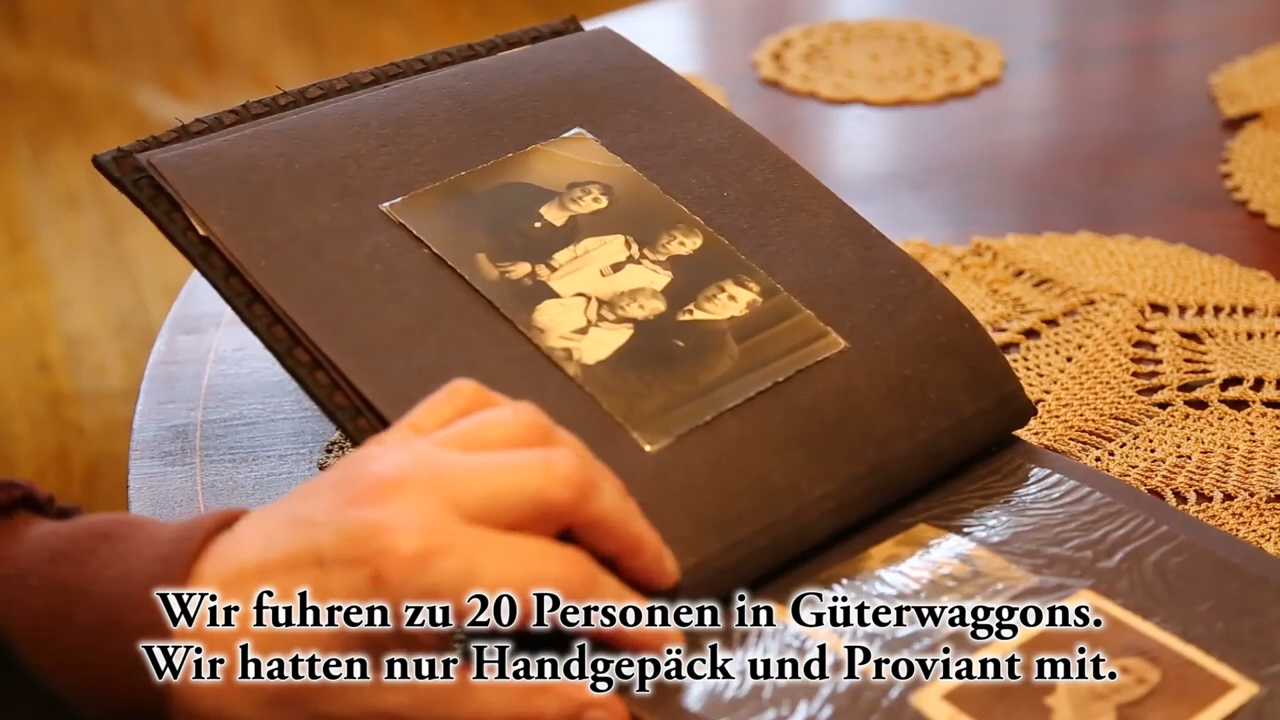 Wir fuhren zu 20 Personen in Güterwaggons.
Wir hatten nur Handgepäck und Proviant mit.